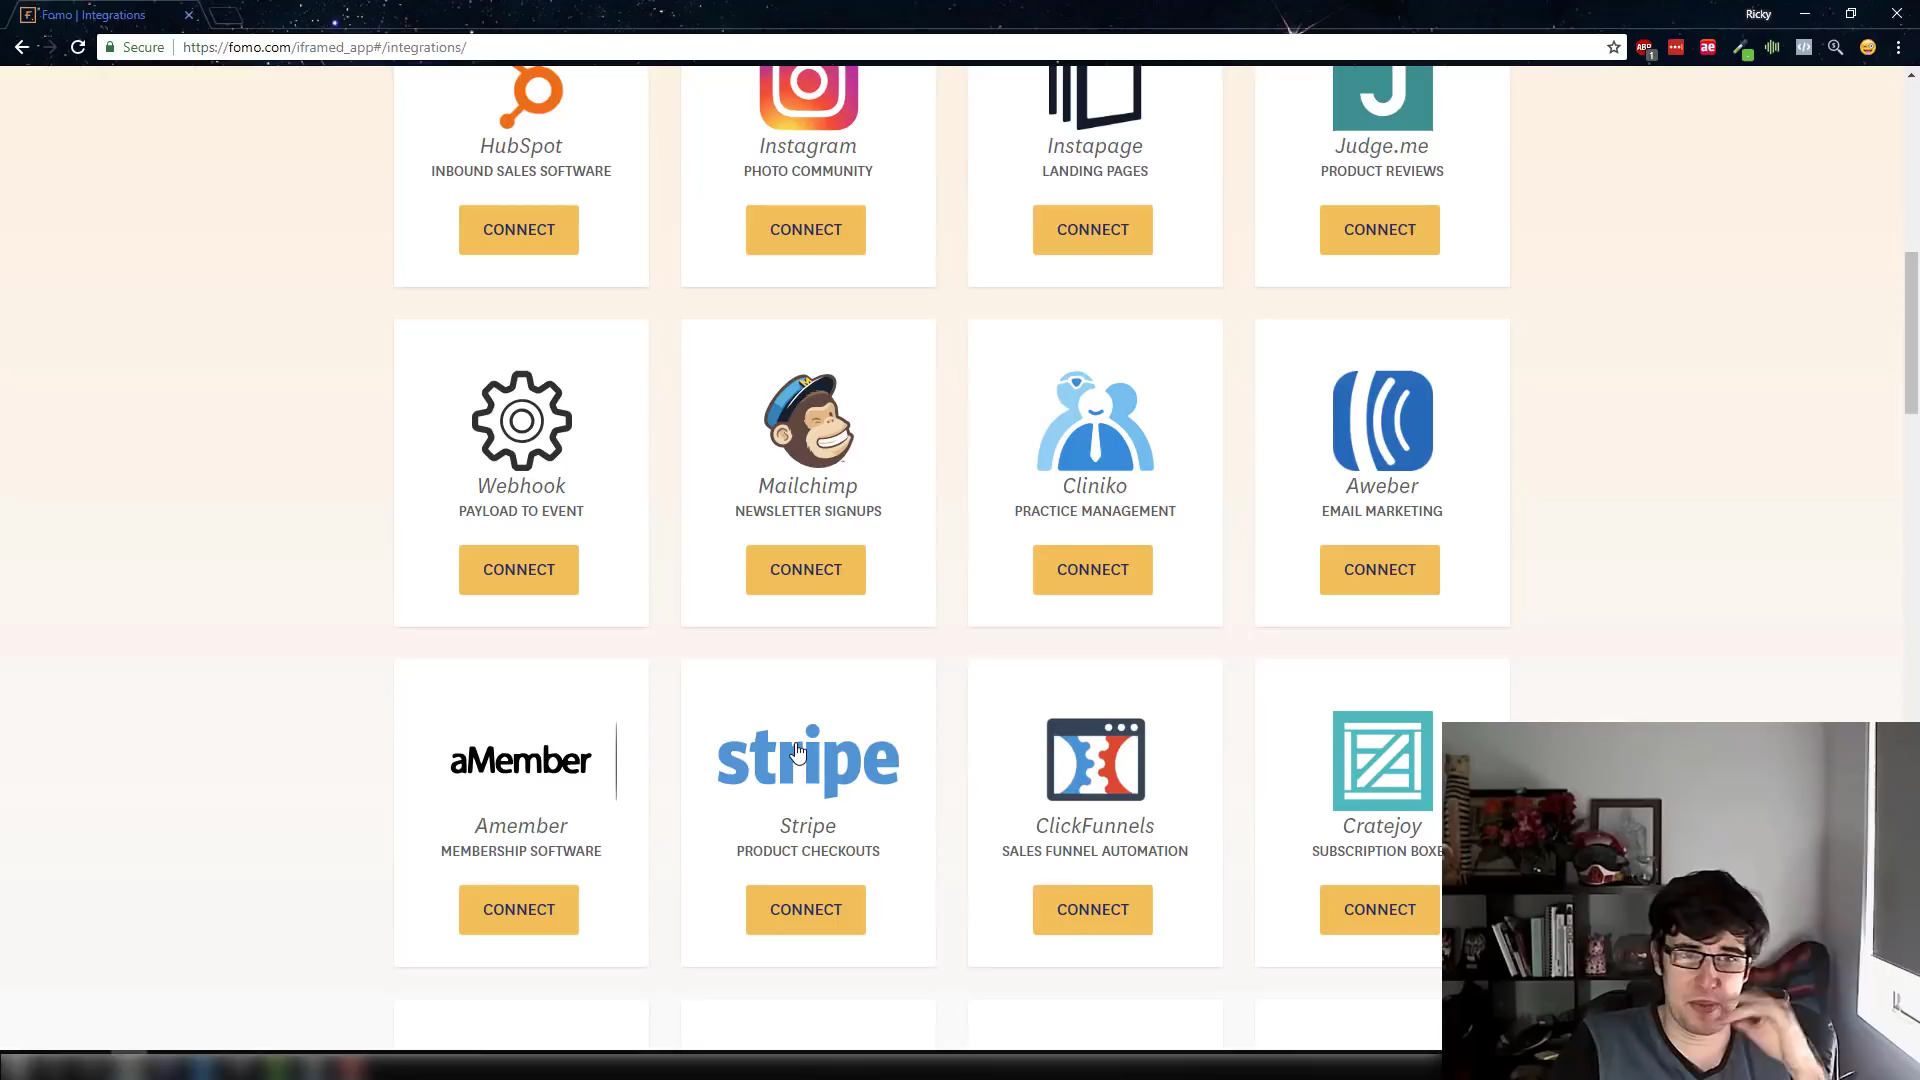 Fomo | Integrations
Ricky
Secure
https://fomo.com/iframed_app#/integrations/
HubSpot
INBOUND SALES SOFTWARE
CONNECT
Instagram
PHOTO COMMUNITY
CONNECT
Instapage
LANDING PAGES
CONNECT
Judge.me
PRODUCT REVIEWS
CONNECT
Webhook
PAYLOAD TO EVENT
CONNECT
Mailchimp
NEWSLETTER SIGNUPS
CONNECT
Cliniko
PRACTICE MANAGEMENT
CONNECT
Aweber
EMAIL MARKETING
CONNECT
aMember
Amember
MEMBERSHIP SOFTWARE
CONNECT
stripe
Stripe
PRODUCT CHECKOUTS
CONNECT
ClickFunnels
SALES FUNNEL AUTOMATION
CONNECT
Cratejoy
SUBSCRIPTION BOXE
CONNECT